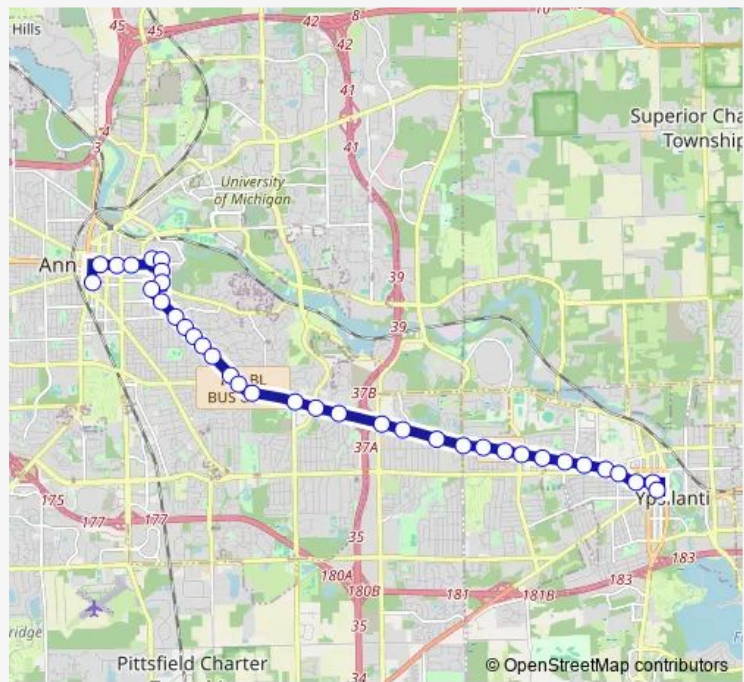 Hills
45
45
42
8
10
42
41
4
3
41
Superior Cha
Township
University
of Michigan
Ann
39
39
37B
BL
BUS
37A
175
177
177
Ypsilanti
35
180A
180B
181
181B
183
183
35
ridge
Pittsfield Charter
34
© OpenStreetMap contributors